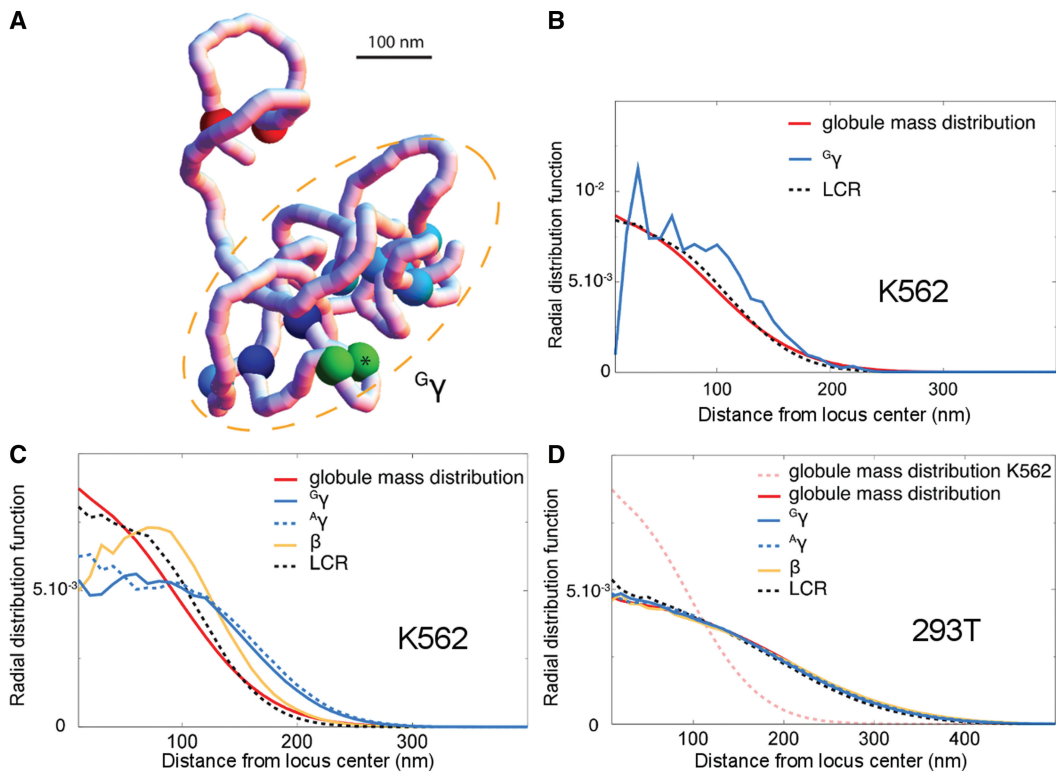 A
100 nm
*
ᴳγ
B
Radial distribution function
10⁻²
5.10⁻³
0
globule mass distribution
ᴳγ
LCR
K562
100 200 300
Distance from locus center (nm)
C
Radial distribution function
5.10⁻³
0
globule mass distribution
ᴳγ
ᴬγ
β
LCR
K562
100 200 300
Distance from locus center (nm)
D
Radial distribution function
5.10⁻³
0
globule mass distribution K562
globule mass distribution
ᴳγ
ᴬγ
β
LCR
293T
100 200 300 400
Distance from locus center (nm)